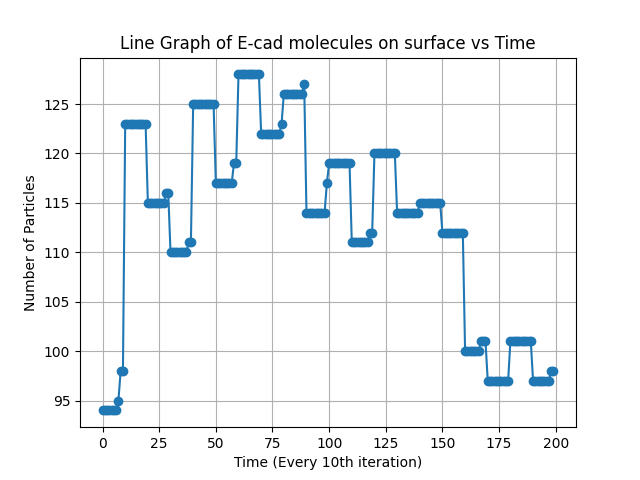 Line Graph of E-cad molecules on surface vs Time
Number of Particles
125
120
115
110
105
100
95
0 25 50 75 100 125 150 175 200
Time (Every 10th iteration)